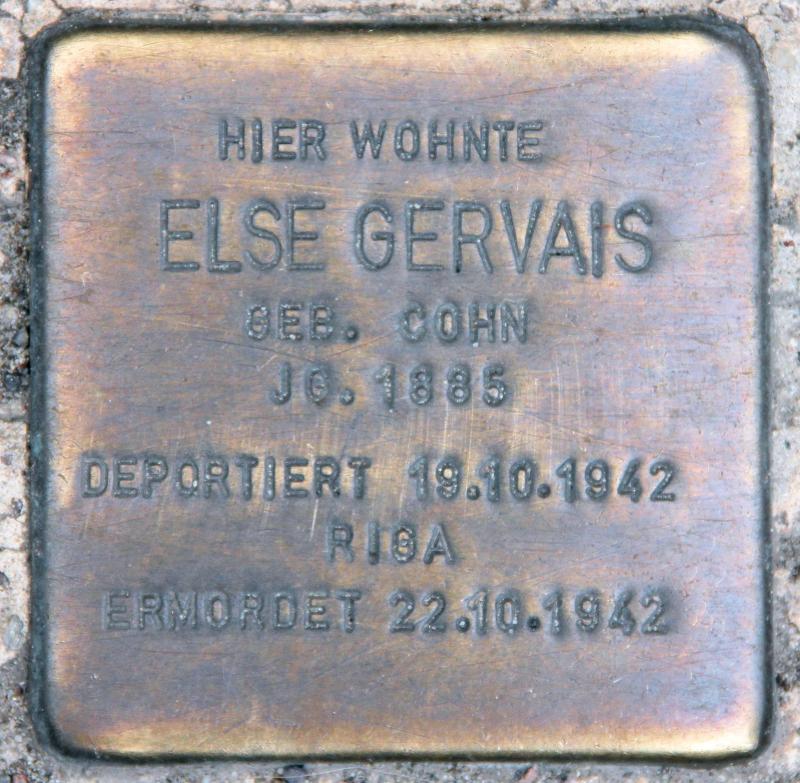 HIER WOHNTE
ELSE GERVAIS
GEB. COHN
JG. 1885
DEPORTIERT 19.10.1942
RIGA
ERMORDET 22.10.1942